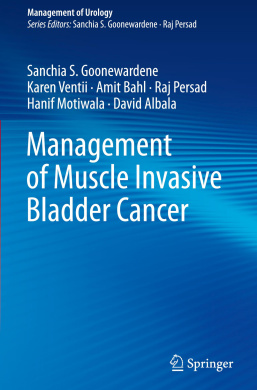 Management of Urology
Series Editors: Sanchia S. Goonewardene · Raj Persad
Sanchia S. Goonewardene
Karen Ventii · Amit Bahl · Raj Persad
Hanif Motiwala · David Albala
Management
of Muscle Invasive
Bladder Cancer
Springer